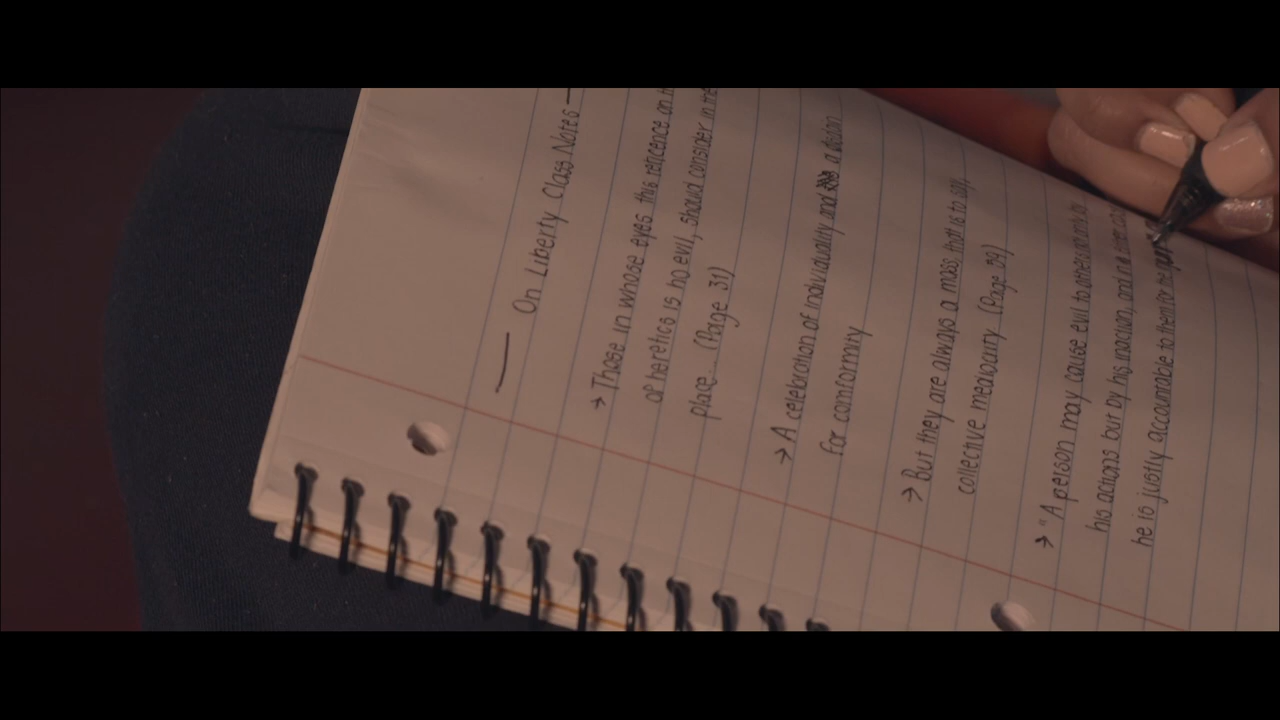 — On Liberty Class Notes —
→ Those in whose eyes this reticence on
of heretics is no evil, should consider in the
place... (Page 31)
→ A celebration of individuality and a disdain
for comformity
→ But they are always a mass, that is to say,
collective mediocrity (Page 69)
→ "A person may cause evil to others not only by
his actions but by his inaction, and in either case
he is justly accountable to them for the